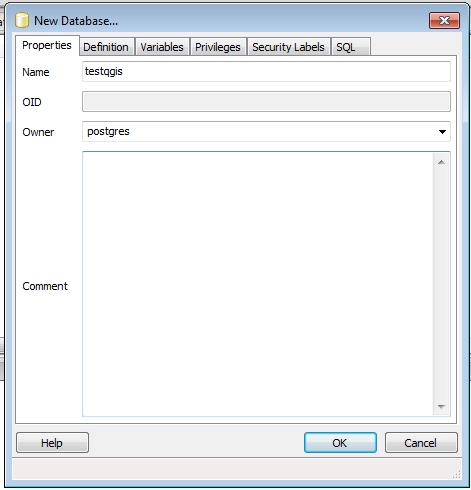 New Database...
Properties Definition Variables Privileges Security Labels SQL
Name testqgis
OID
Owner postgres
Comment
Help OK Cancel